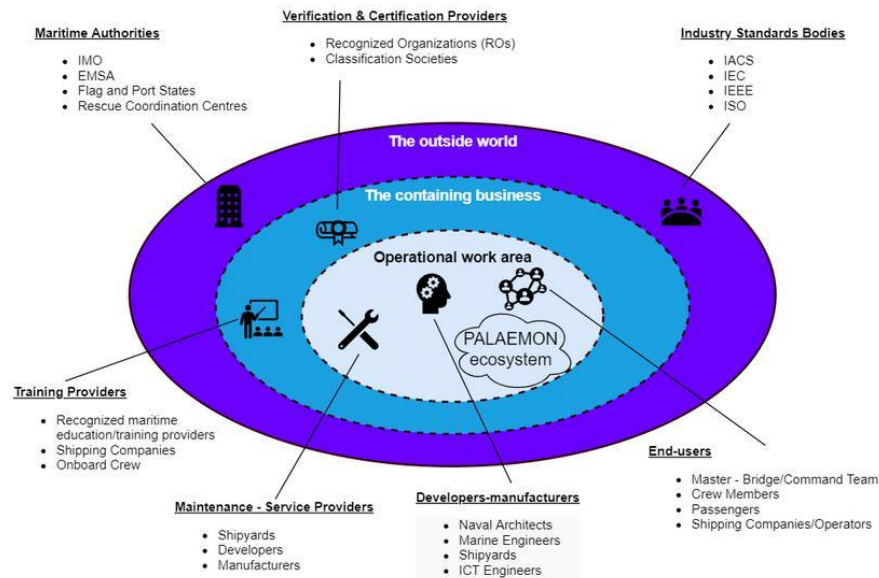 Verification & Certification Providers
Recognized Organizations (ROs)
Classification Societies
Maritime Authorities
IMO
EMSA
Flag and Port States
Rescue Coordination Centres
Industry Standards Bodies
IACS
IEC
IEEE
ISO
The outside world
The containing business
Operational work area
PALAEMON
ecosystem
Training Providers
Recognized maritime
education/training providers
Shipping Companies
Onboard Crew
Maintenance - Service Providers
Shipyards
Developers
Manufacturers
Developers-manufacturers
Naval Architects
Marine Engineers
Shipyards
ICT Engineers
End-users
Master - Bridge/Command Team
Crew Members
Passengers
Shipping Companies/Operators